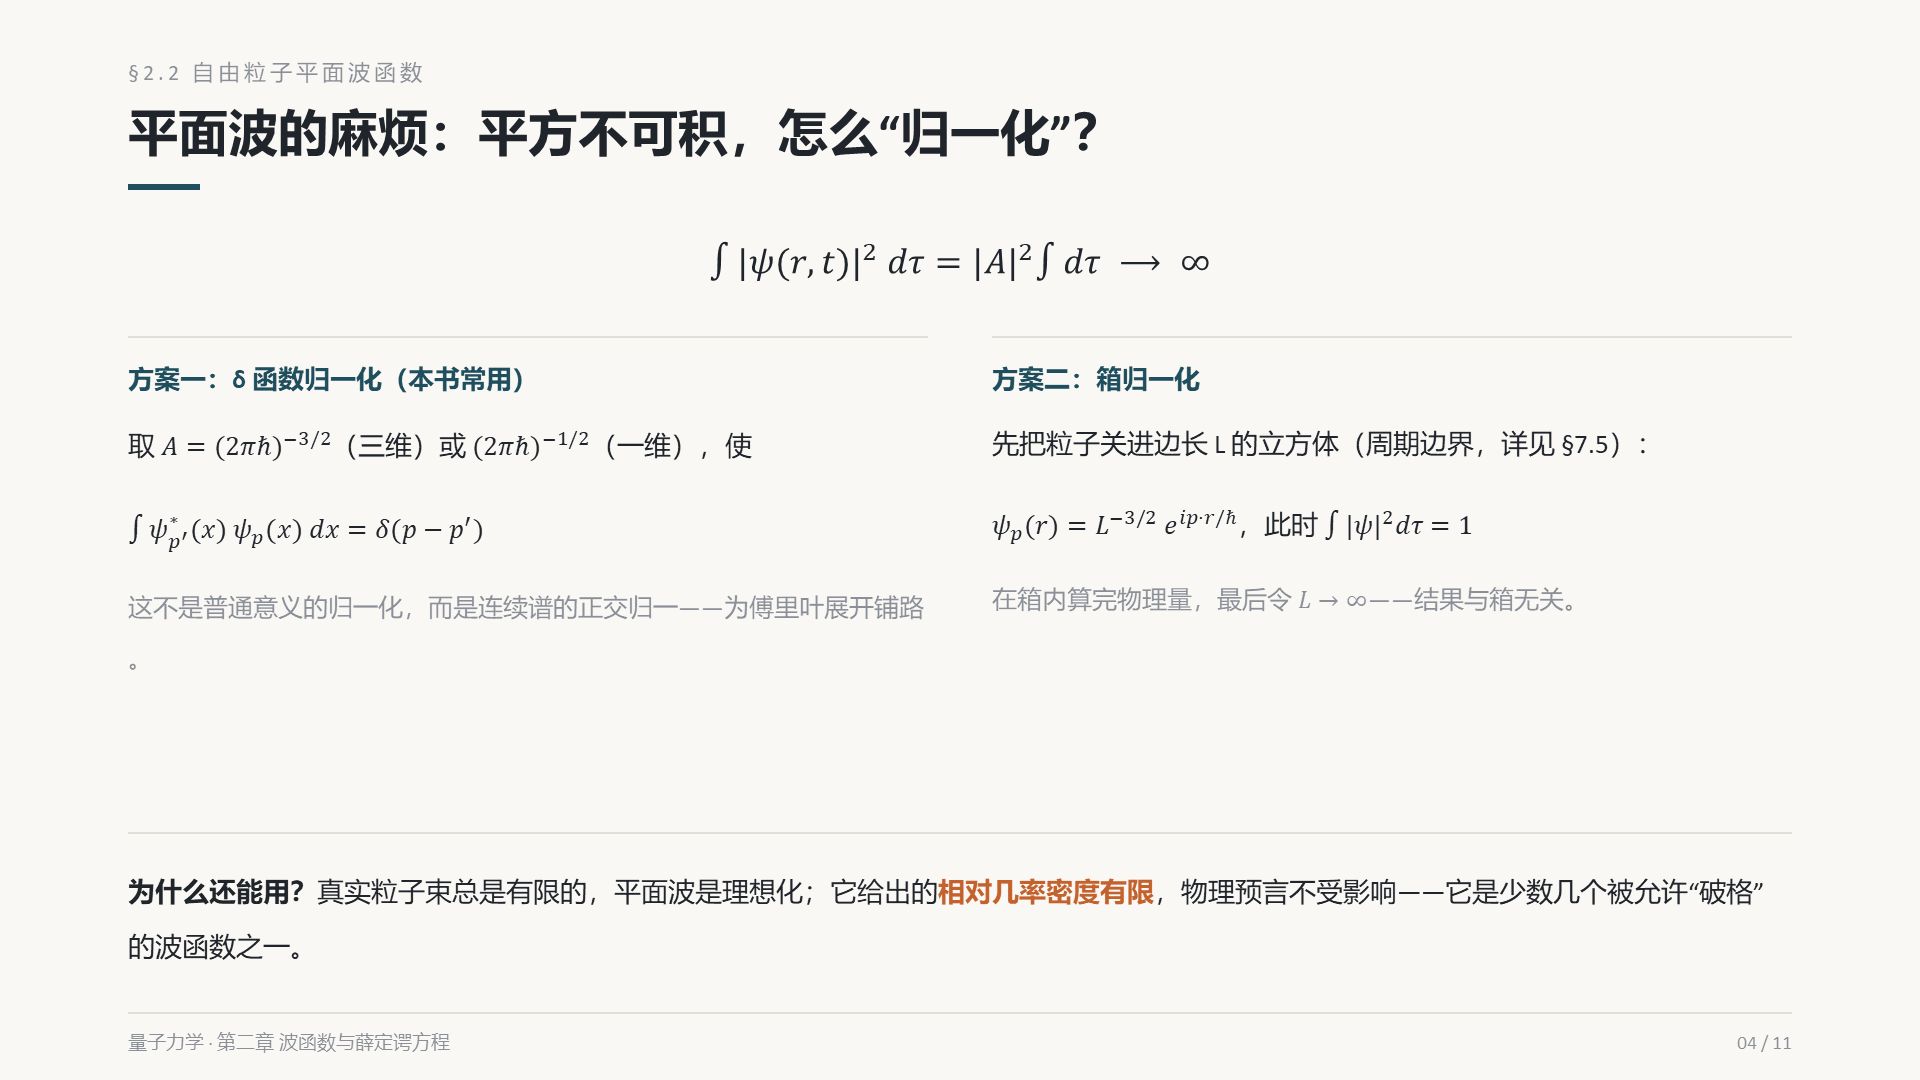 §2.2 自由粒子平面波函数
平面波的麻烦：平方不可积，怎么“归一化”？
∫ |ψ(r, t)|² dτ = |A|² ∫ dτ ⟶ ∞
方案一：δ 函数归一化（本书常用）
取 A = (2πℏ)^{−3/2}（三维）或 (2πℏ)^{−1/2}（一维），使
∫ ψ*_{p′}(x) ψ_p(x) dx = δ(p − p′)
这不是普通意义的归一化，而是连续谱的正交归一——为傅里叶展开铺路
。
方案二：箱归一化
先把粒子关进边长 L 的立方体（周期边界，详见 §7.5）：
ψ_p(r) = L^{−3/2} e^{ip·r/ℏ}，此时 ∫ |ψ|² dτ = 1
在箱内算完物理量，最后令 L → ∞——结果与箱无关。
为什么还能用？真实粒子束总是有限的，平面波是理想化；它给出的相对几率密度有限，物理预言不受影响——它是少数几个被允许“破格”
的波函数之一。
量子力学 · 第二章 波函数与薛定谔方程
04 / 11